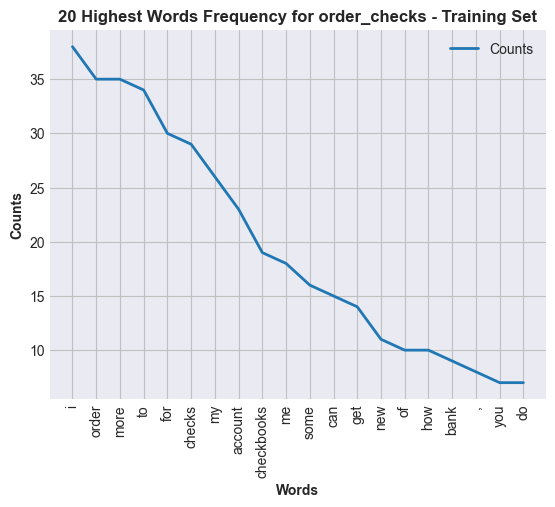 20 Highest Words Frequency for order_checks - Training Set
Counts
Counts
35
30
25
20
15
10
i
order
more
to
for
checks
my
account
checkbooks
me
some
can
get
new
of
how
bank
,
you
do
Words